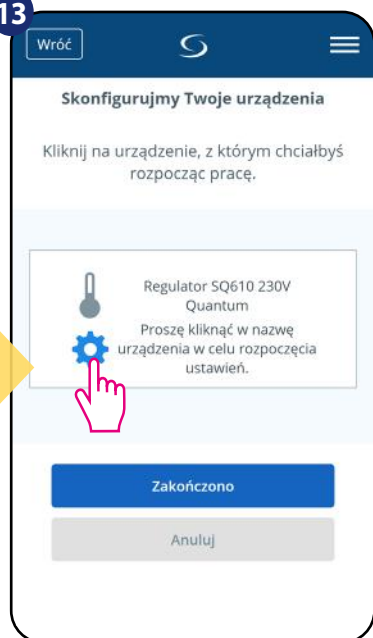 13
Wróć
Skonfigurujmy Twoje urządzenia
Kliknij na urządzenie, z którym chciałbyś
rozpocząc pracę.
Regulator SQ610 230V
Quantum
Proszę kliknąć w nazwę
urządzenia w celu rozpoczęcia
ustawień.
Zakończono
Anuluj